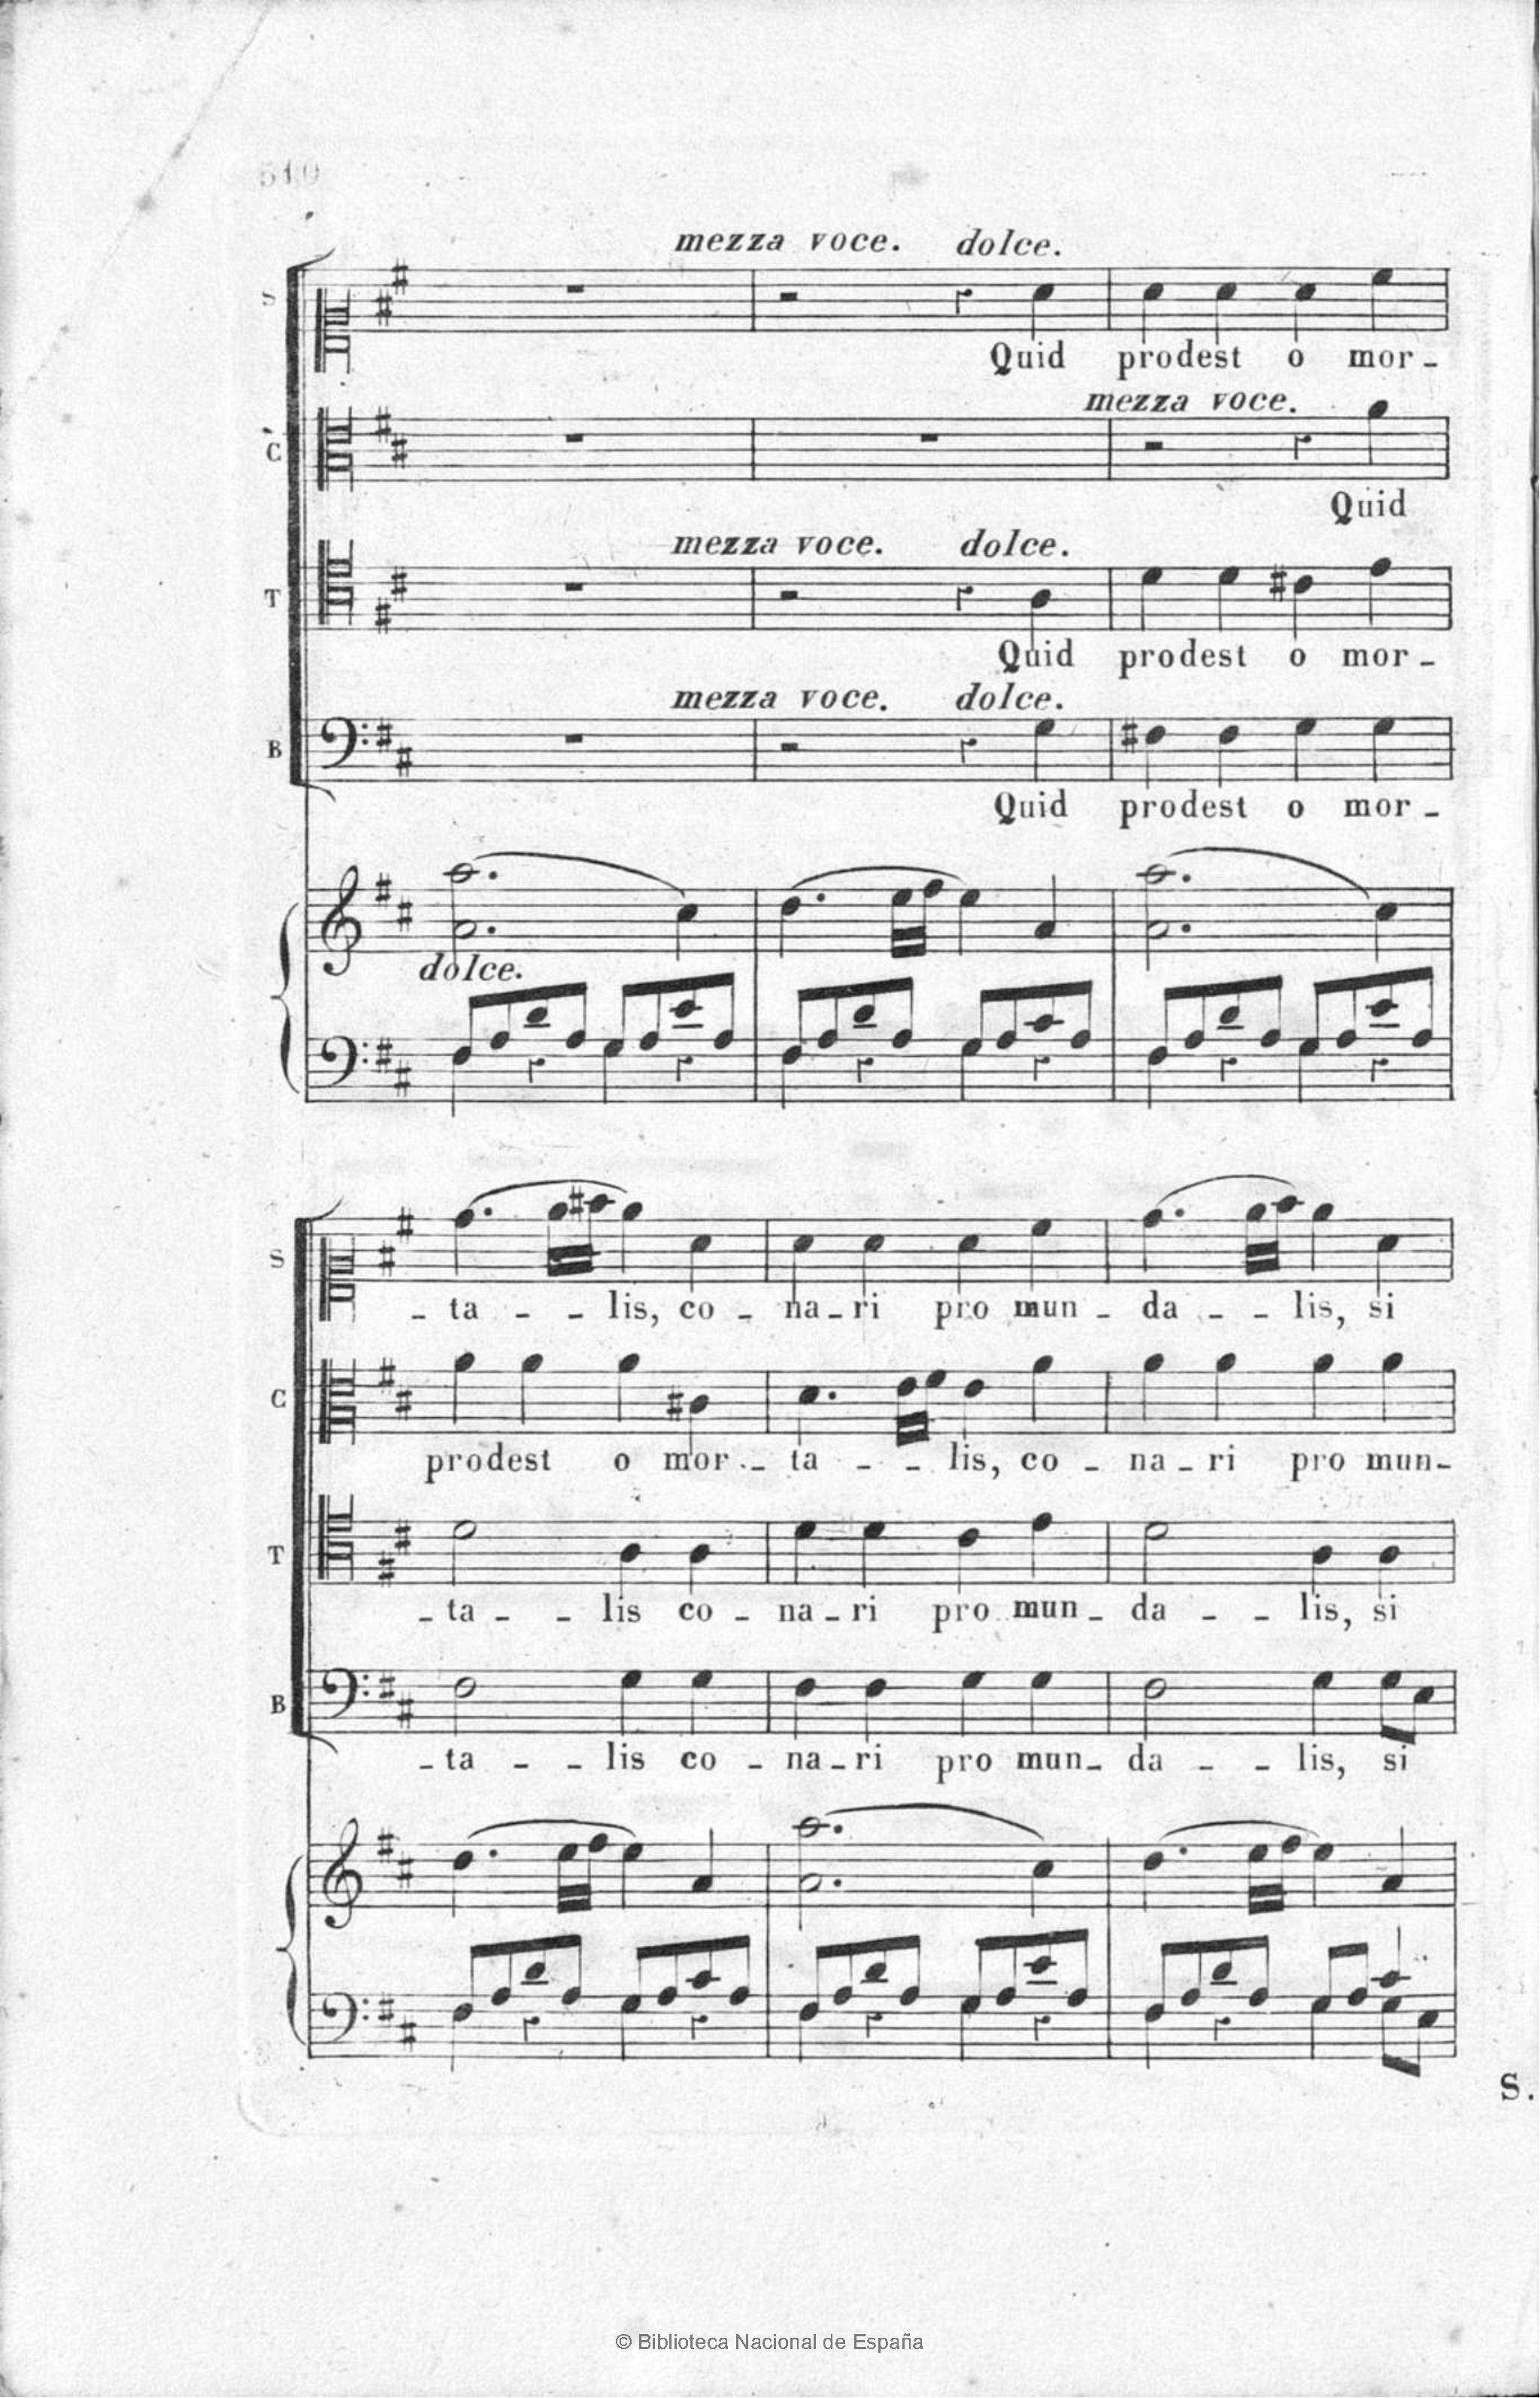 510
mezza voce. dolce.
S
Quid prodest o mor -
mezza voce.
C
Quid
mezza voce. dolce.
T
Quid prodest o mor -
mezza voce. dolce.
B
Quid prodest o mor -
dolce.
S
- ta - - lis, co - na - ri pro mun - da - - lis, si
C
prodest o mor - ta - - lis, co - na - ri pro mun -
T
- ta - - lis co - na - ri pro mun - da - - lis, si
B
- ta - - lis co - na - ri pro mun - da - - lis, si
S.
© Biblioteca Nacional de España